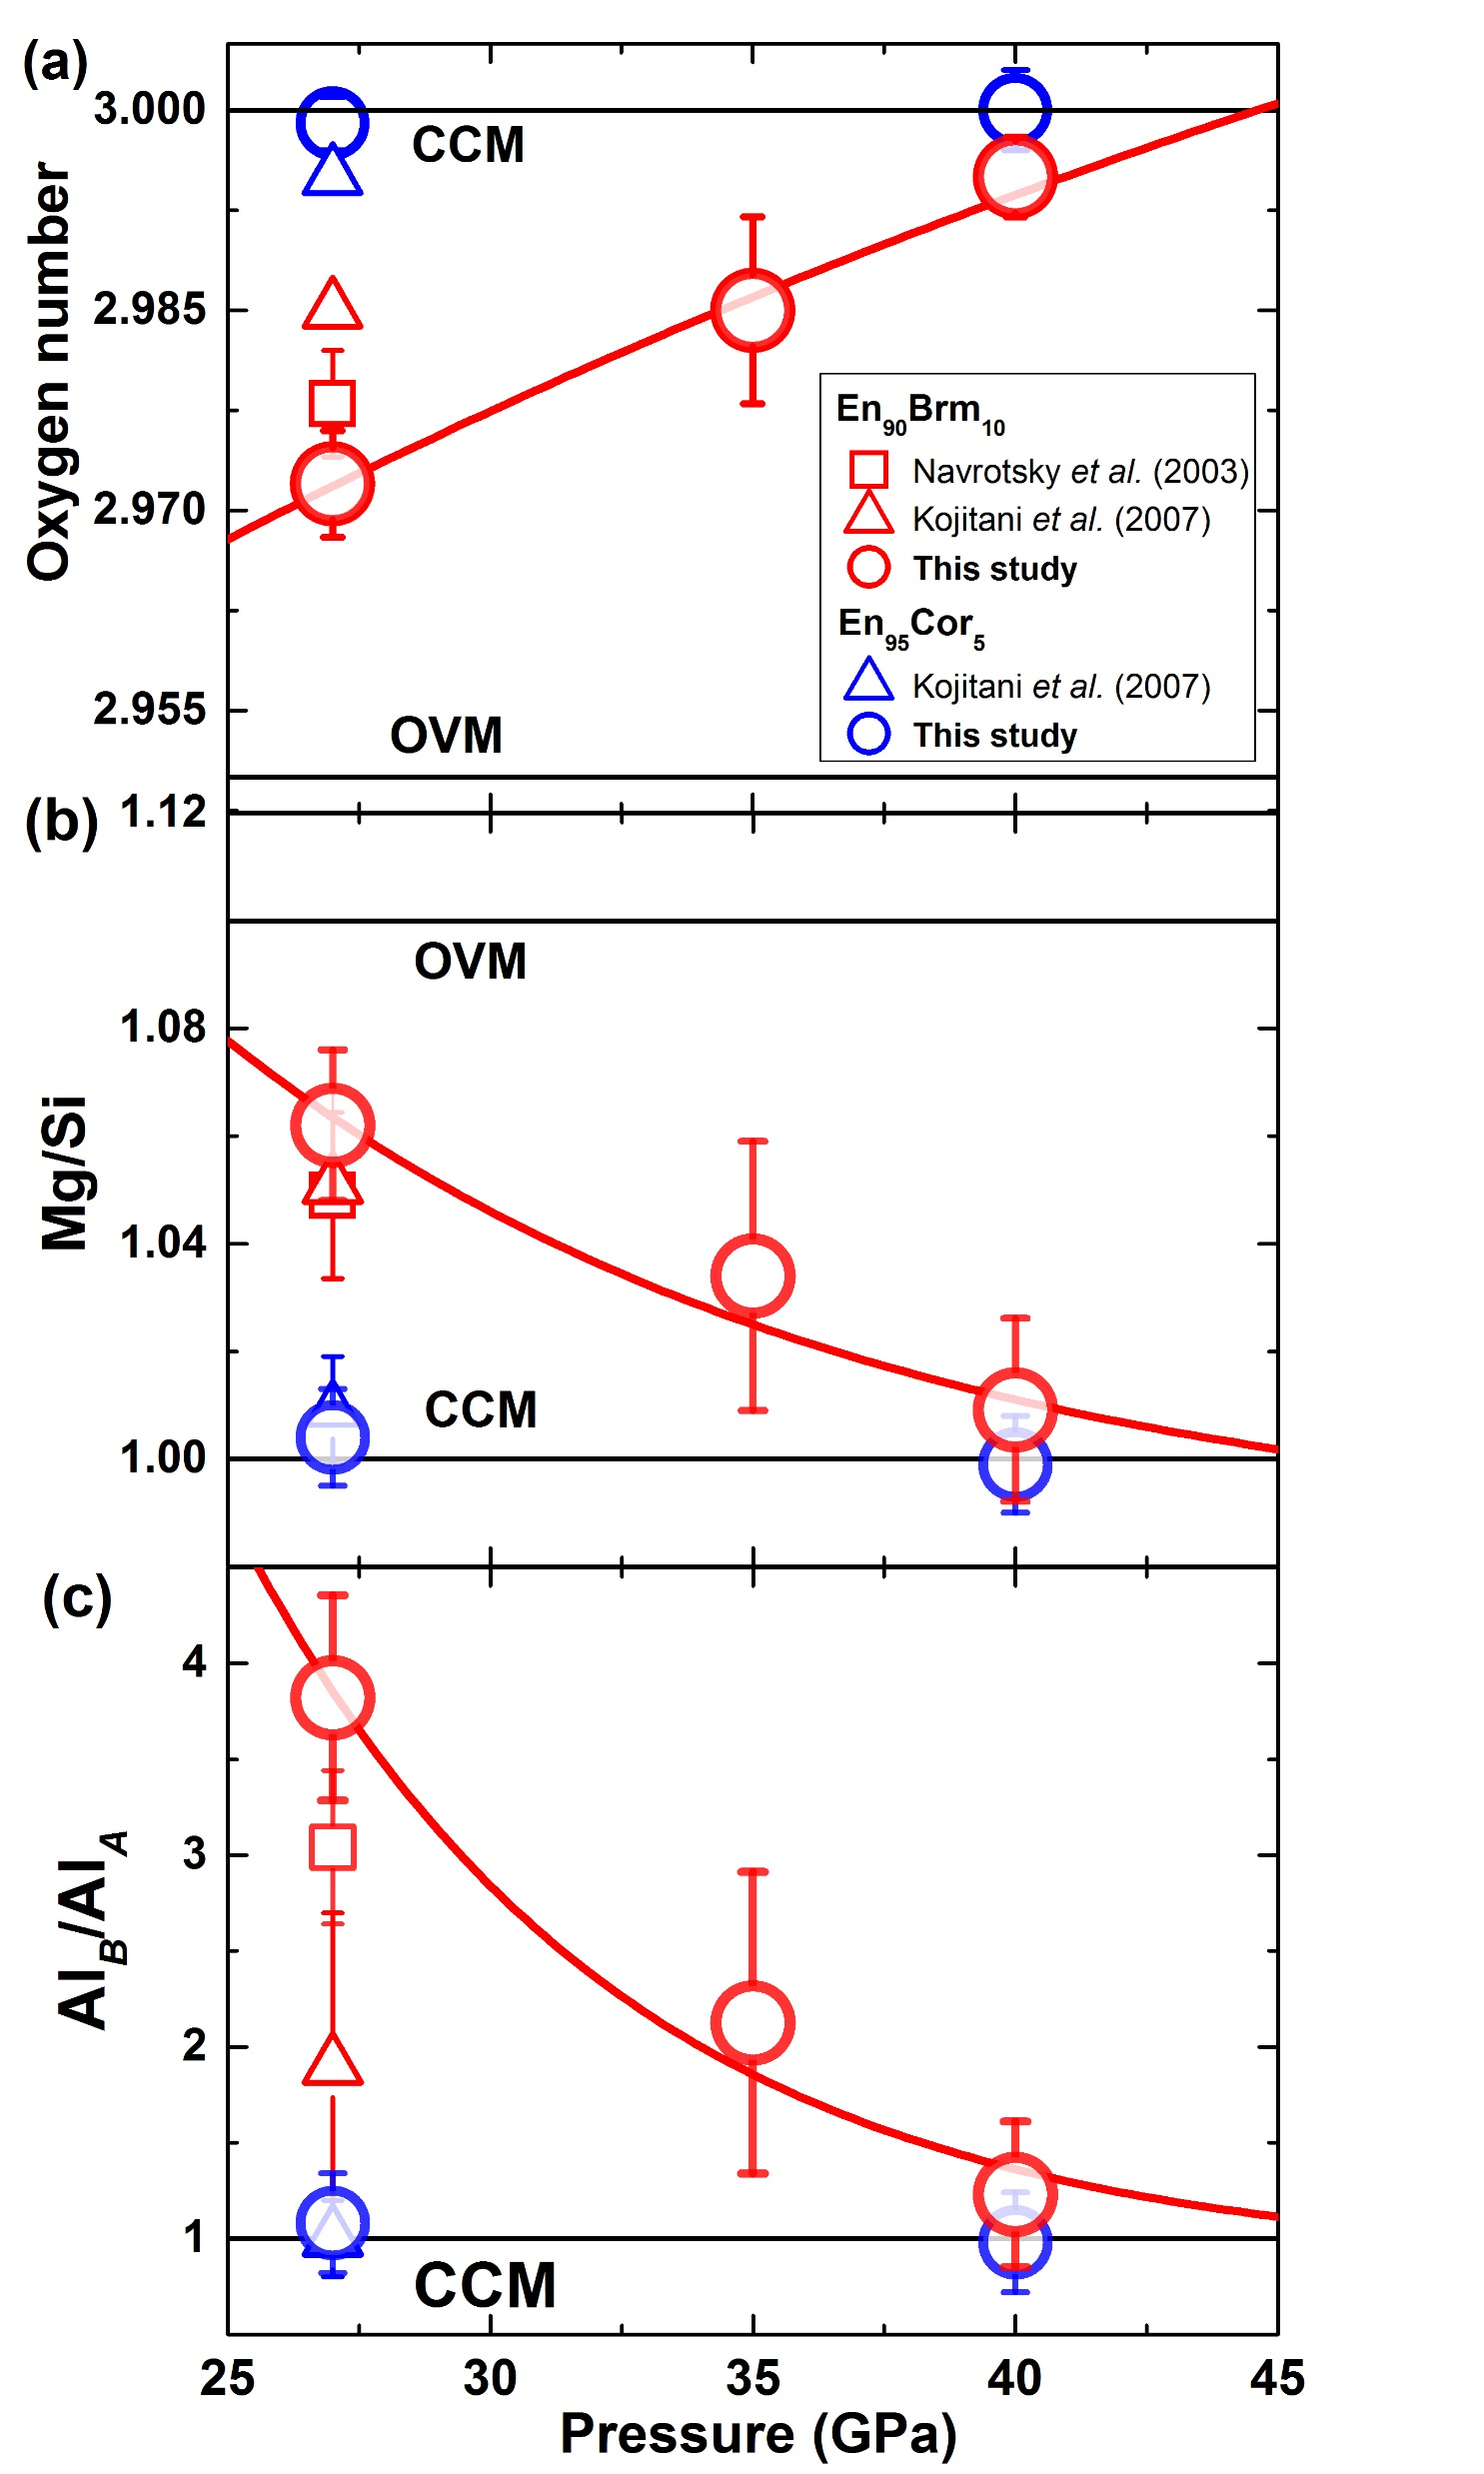 (a)
3.000
CCM
2.985
2.970
2.955
Oxygen number
OVM
En90Brm10
Navrotsky et al. (2003)
Kojitani et al. (2007)
This study
En95Cor5
Kojitani et al. (2007)
This study
(b)
1.12
OVM
1.08
1.04
1.00
Mg/Si
CCM
(c)
4
3
2
1
AlB/AlA
CCM
25 30 35 40 45
Pressure (GPa)